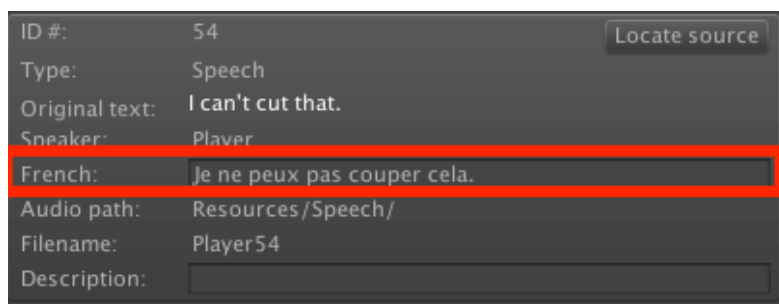 ID #: 54 Locate source
Type: Speech
Original text: I can't cut that.
Speaker: Player
French: Je ne peux pas couper cela.
Audio path: Resources/Speech/
Filename: Player54
Description: